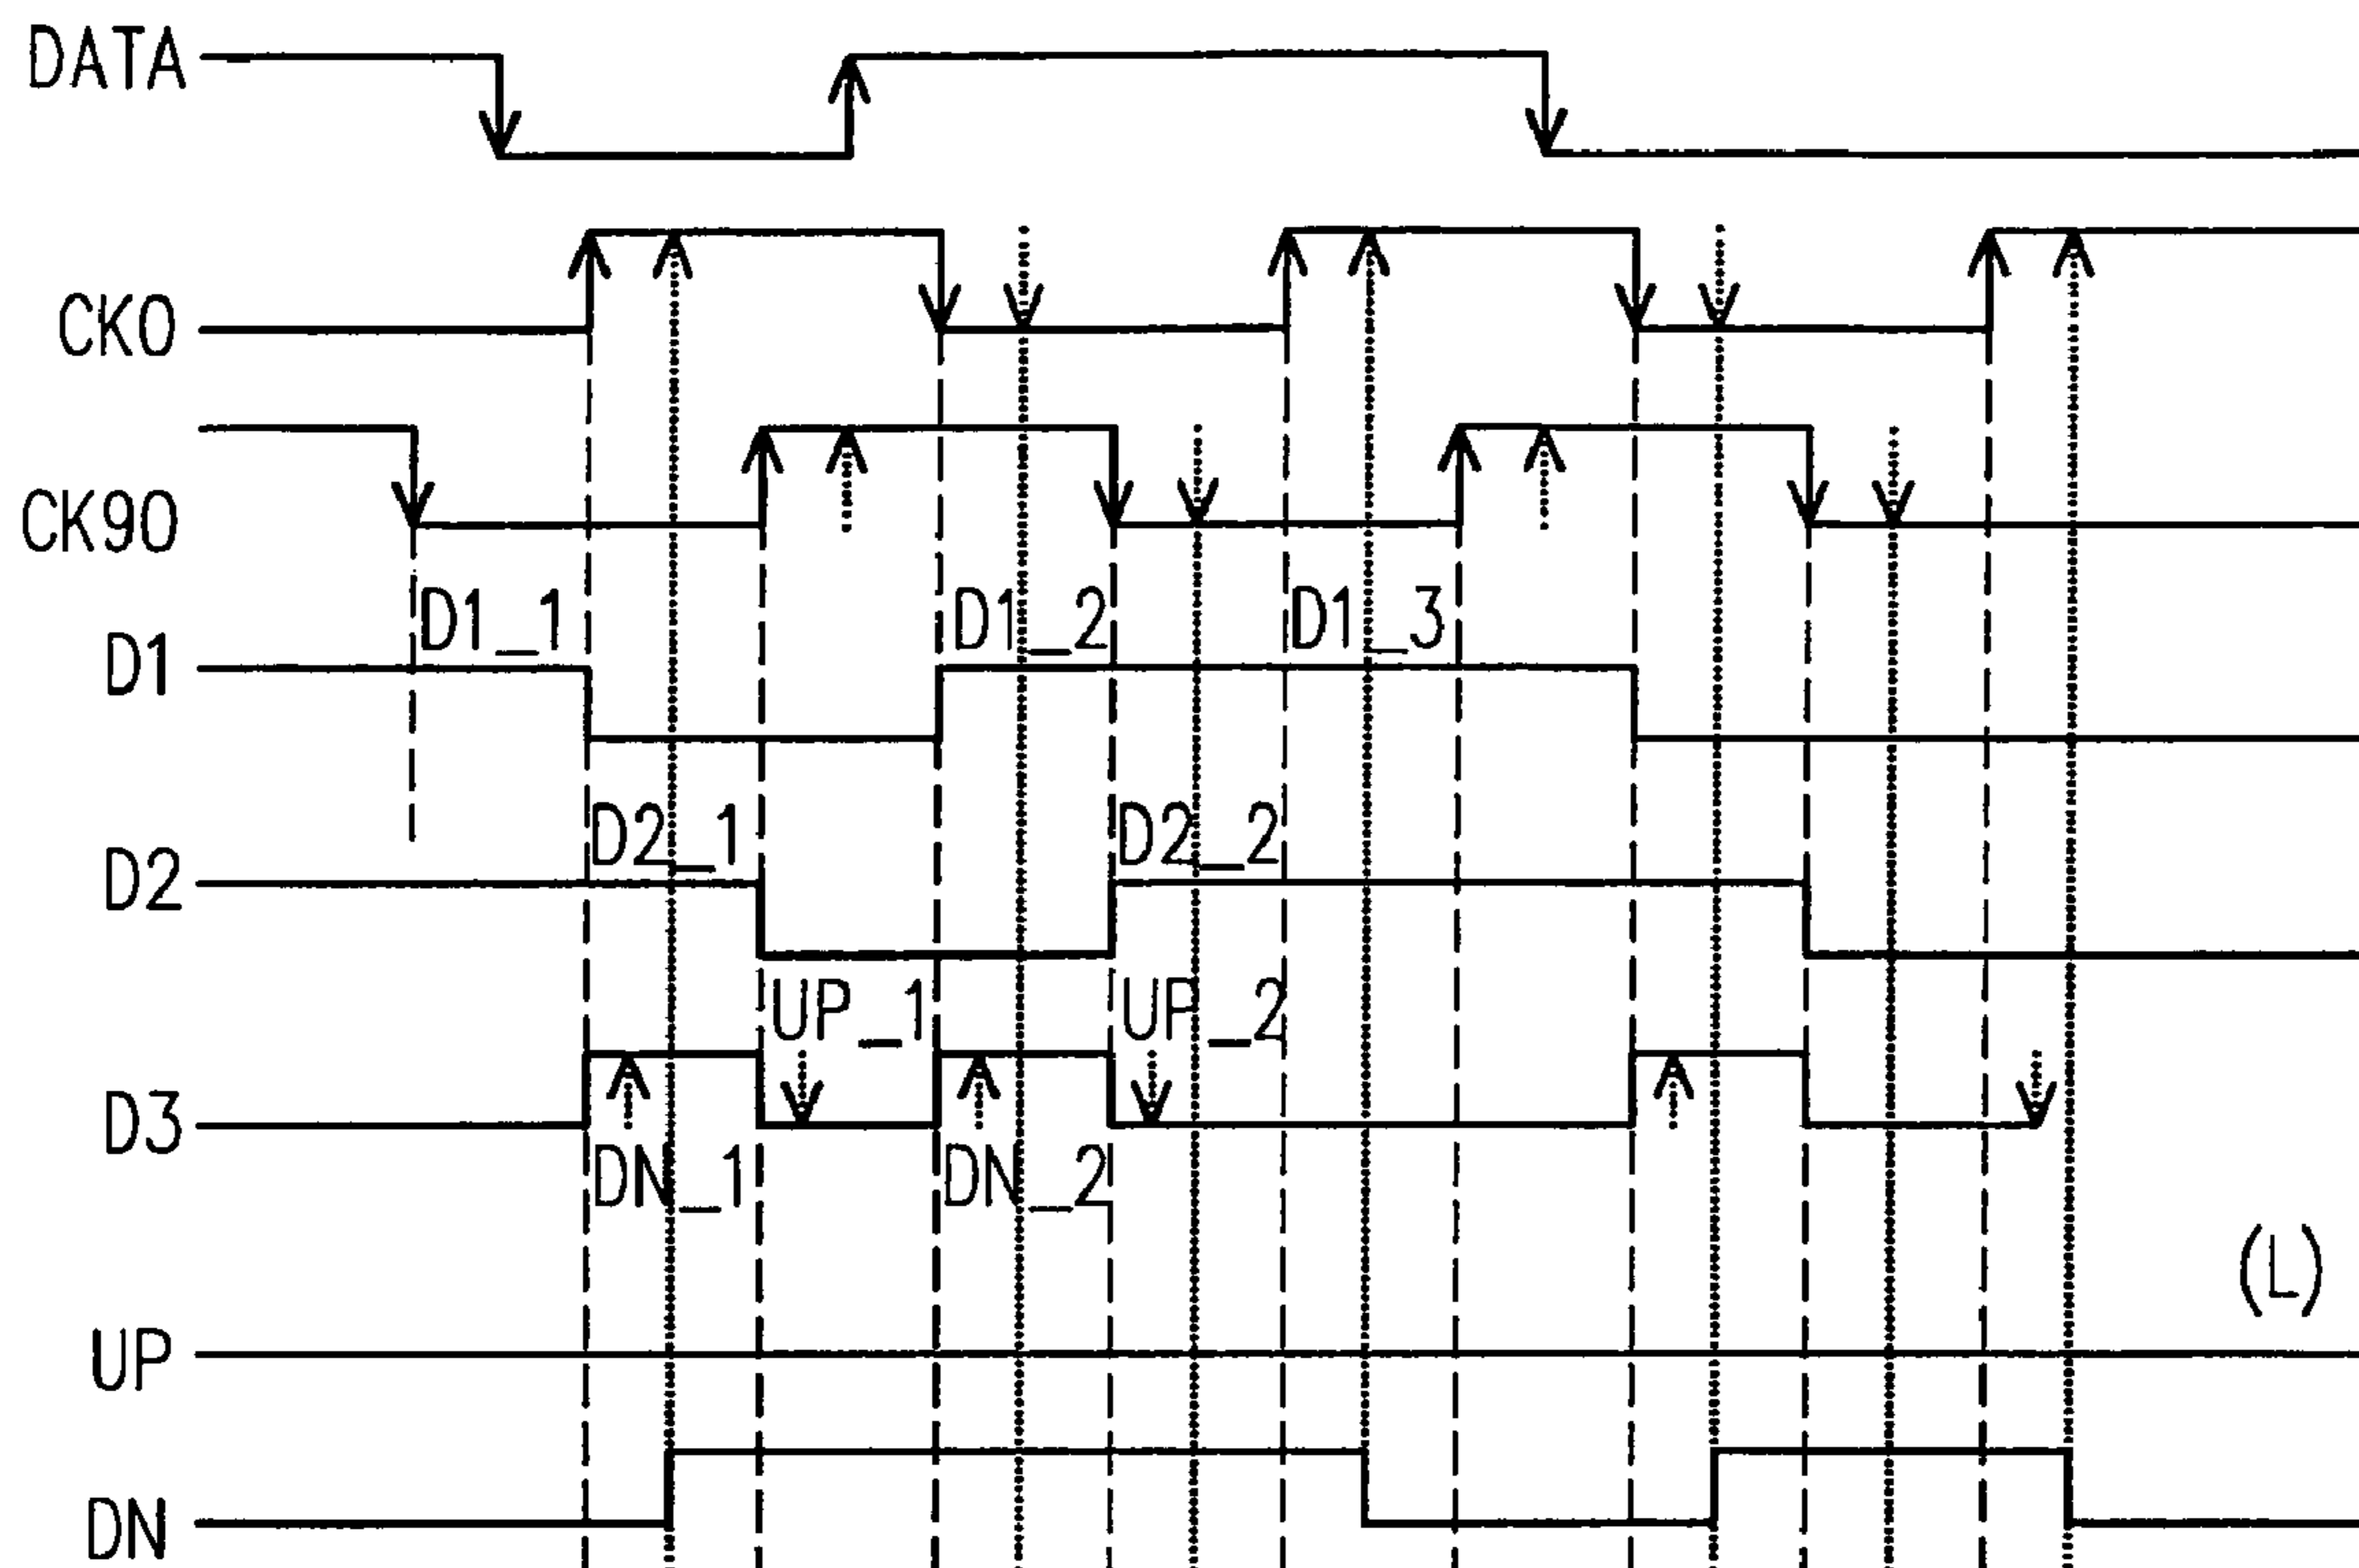 DATA
CK0
CK90
D1_1 D1_2 D1_3
D1
D2_1 D2_2
D2
UP_1 UP_2
D3
DN_1 DN_2
(L)
UP
DN